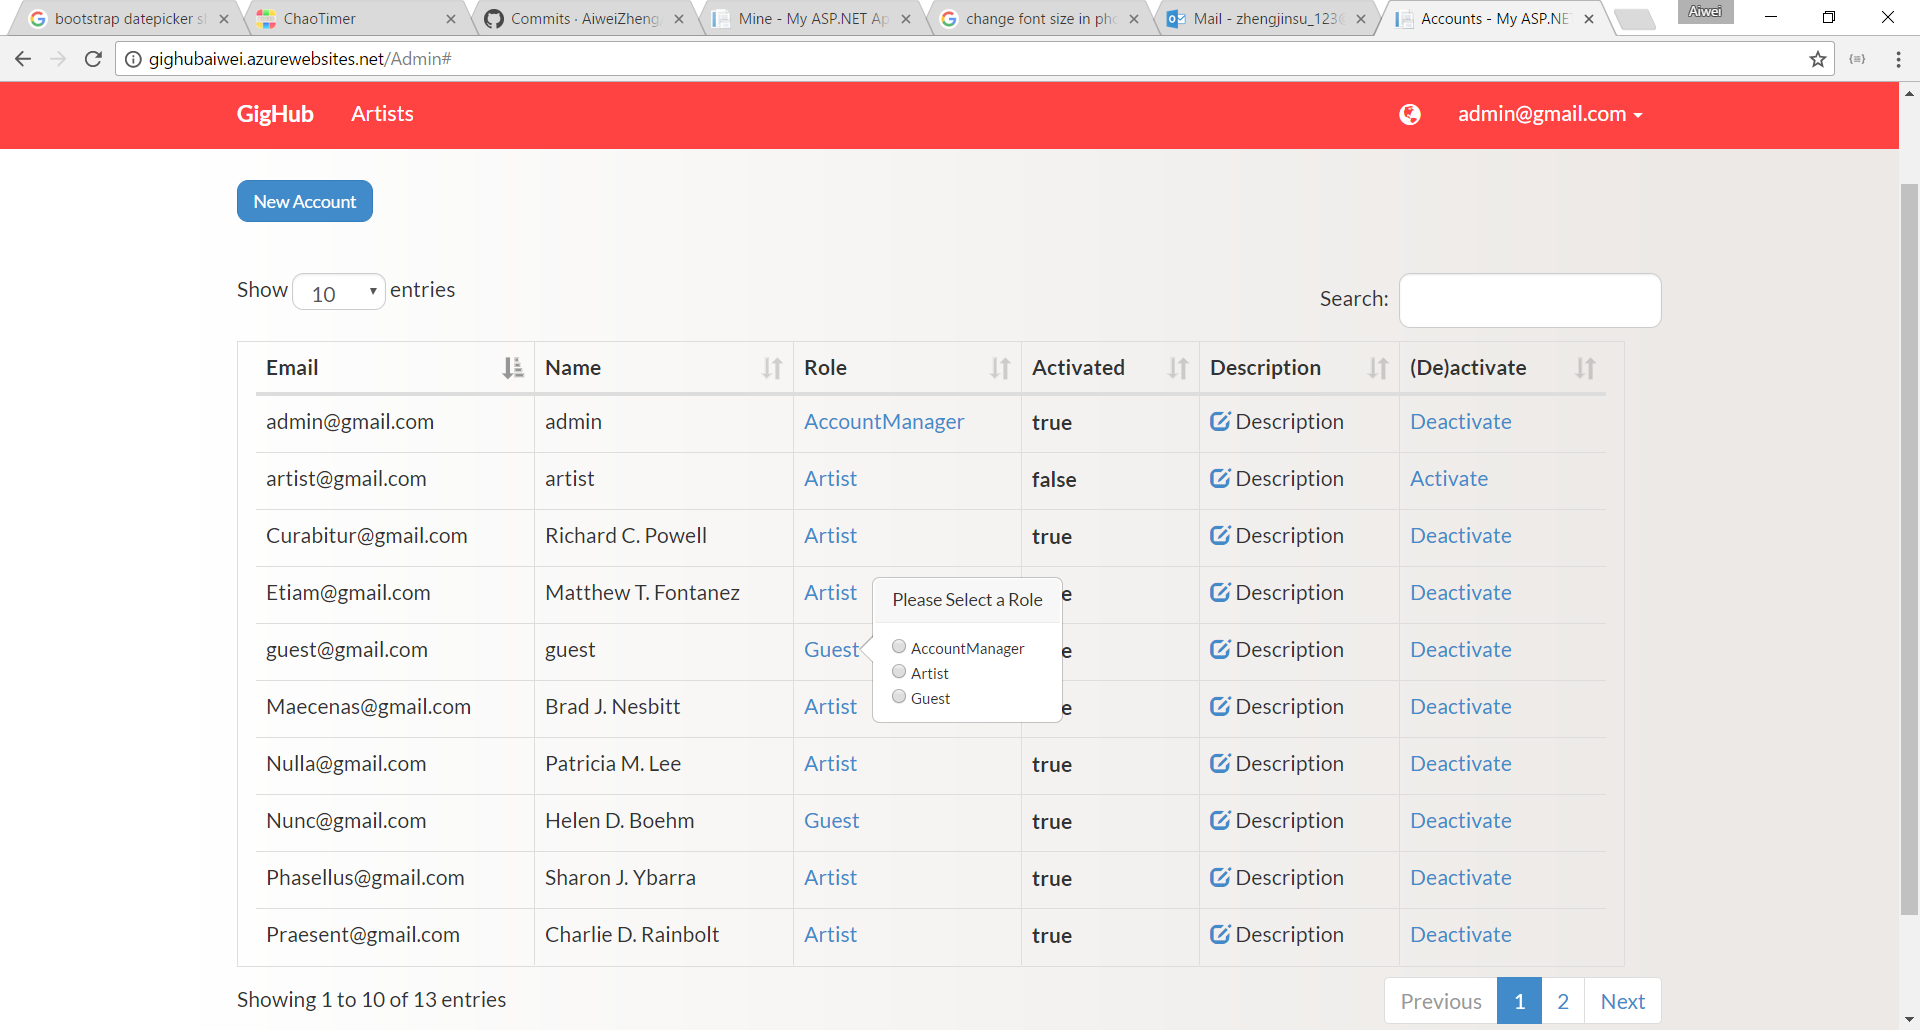 bootstrap datepicker s
ChaoTimer
Commits · AiweiZheng
Mine - My ASP.NET Ap
change font size in pho
Mail - zhengjinsu_123
Accounts - My ASP.NE
Aiwei
gighubaiwei.azurewebsites.net/Admin#
GigHub Artists admin@gmail.com
New Account
Show 10 entries
Search:
Email Name Role Activated Description (De)activate
admin@gmail.com admin AccountManager true Description Deactivate
artist@gmail.com artist Artist false Description Activate
Curabitur@gmail.com Richard C. Powell Artist true Description Deactivate
Etiam@gmail.com Matthew T. Fontanez Artist e Description Deactivate
guest@gmail.com guest Guest e Description Deactivate
Maecenas@gmail.com Brad J. Nesbitt Artist e Description Deactivate
Please Select a Role
AccountManager
Artist
Guest
Nulla@gmail.com Patricia M. Lee Artist true Description Deactivate
Nunc@gmail.com Helen D. Boehm Guest true Description Deactivate
Phasellus@gmail.com Sharon J. Ybarra Artist true Description Deactivate
Praesent@gmail.com Charlie D. Rainbolt Artist true Description Deactivate
Showing 1 to 10 of 13 entries
Previous 1 2 Next